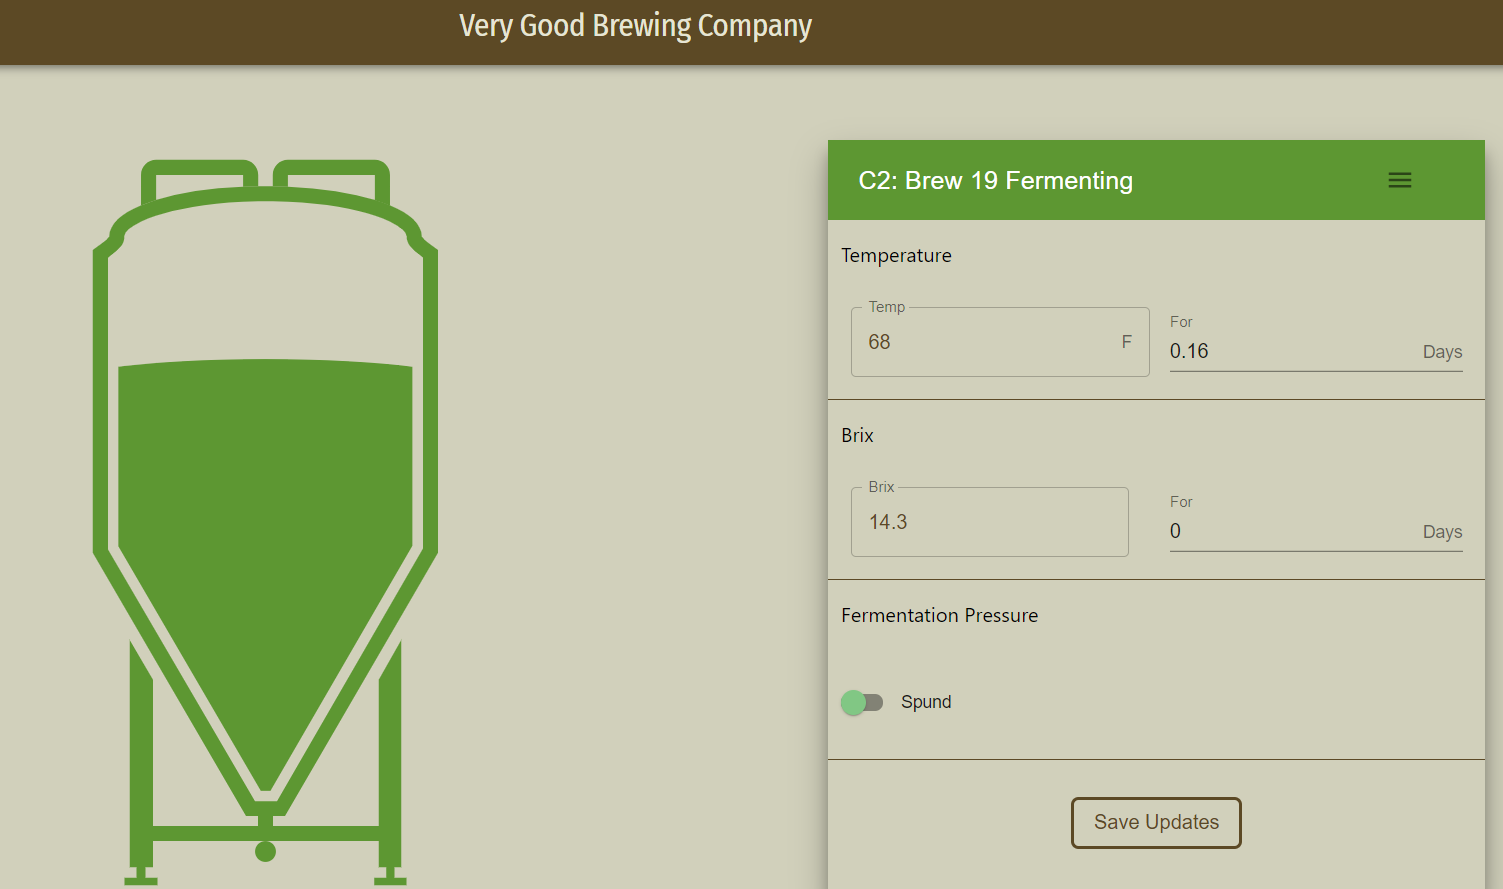 Very Good Brewing Company
C2: Brew 19 Fermenting
Temperature
Temp
68 F
For
0.16 Days
Brix
Brix
14.3
For
0 Days
Fermentation Pressure
Spund
Save Updates